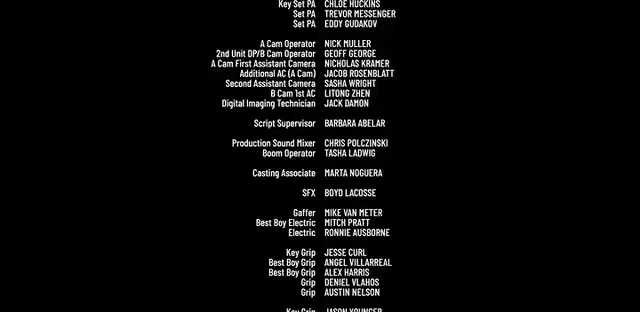 Key Set PA CHLOE HUCKINS
Set PA TREVOR MESSENGER
Set PA EDDY GUDAKOV
A Cam Operator NICK MULLER
2nd Unit DP/B Cam Operator GEOFF GEORGE
A Cam First Assistant Camera NICHOLAS KRAMER
Additional AC (A Cam) JACOB ROSENBLATT
Second Assistant Camera SASHA WRIGHT
B Cam 1st AC LITONG ZHEN
Digital Imaging Technician JACK DAMON
Script Supervisor BARBARA ABELAR
Production Sound Mixer CHRIS POLCZINSKI
Boom Operator TASHA LADWIG
Casting Associate MARTA NOGUERA
SFX BOYD LACOSSE
Gaffer MIKE VAN METER
Best Boy Electric MITCH PRATT
Electric RONNIE AUSBORNE
Key Grip JESSE CURL
Best Boy Grip ANGEL VILLARREAL
Best Boy Grip ALEX HARRIS
Grip DENIEL VLAHOS
Grip AUSTIN NELSON
Key Grip JASON YOUNGER